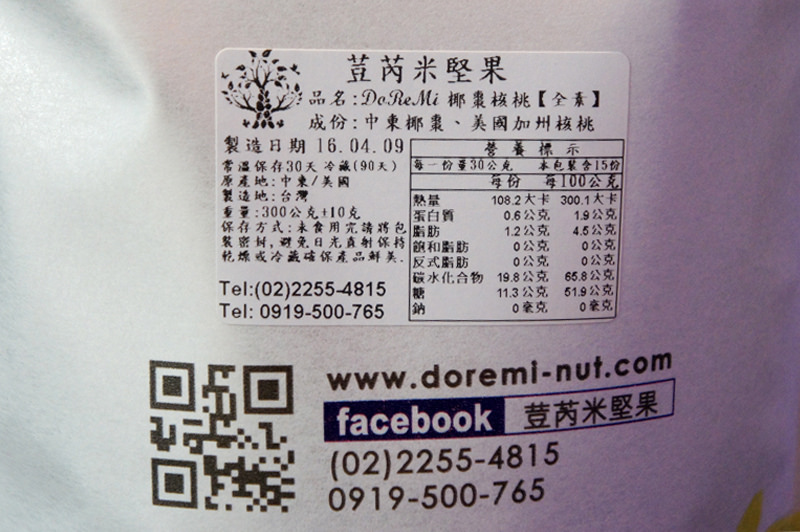 荳芮米堅果
品名:DoReMi 椰棗核桃【全素】
成份:中東椰棗、美國加州核桃
製造日期 16.04.09
常溫保存30天 冷藏(90天)
原產地:中東/美國
製造地:台灣
重量:300公克±10克
保存方式:未食用完請將包
裝密封,避免日光直射保持
乾燥或冷藏確保產品鮮美.
Tel:(02)2255-4815
Tel: 0919-500-765
營養標示
每一份量30公克 本包裝含15份
每份 每100公克
熱量 108.2大卡 300.1大卡
蛋白質 0.6公克 1.9公克
脂肪 1.2公克 4.5公克
飽和脂肪 0公克 0公克
反式脂肪 0公克 0公克
碳水化合物 19.8公克 65.8公克
糖 11.3公克 51.9公克
鈉 0毫克 0毫克
www.doremi-nut.com
facebook 荳芮米堅果
(02)2255-4815
0919-500-765